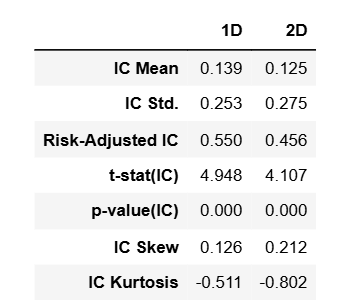 1D 2D
IC Mean 0.139 0.125
IC Std. 0.253 0.275
Risk-Adjusted IC 0.550 0.456
t-stat(IC) 4.948 4.107
p-value(IC) 0.000 0.000
IC Skew 0.126 0.212
IC Kurtosis -0.511 -0.802